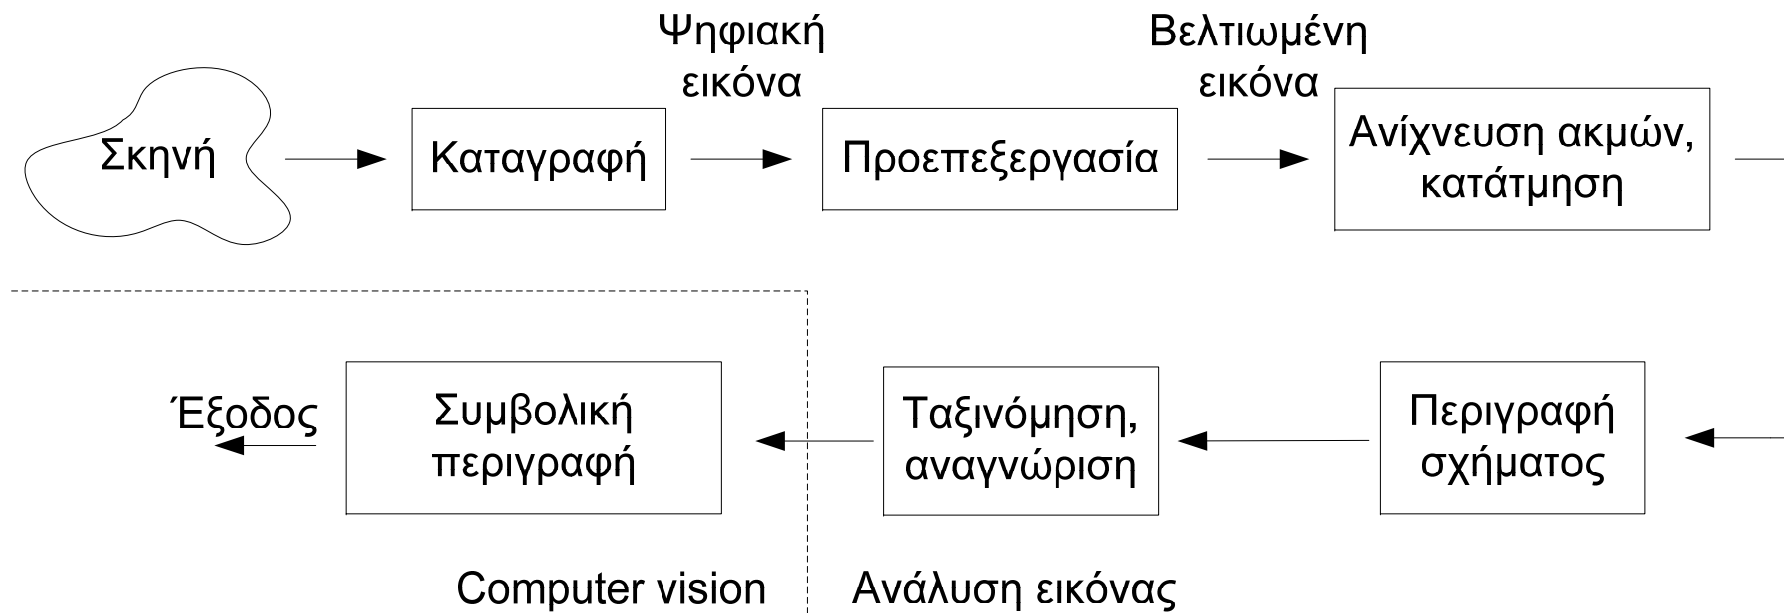 Σκηνή
Καταγραφή
Ψηφιακή
εικόνα
Προεπεξεργασία
Βελτιωμένη
εικόνα
Ανίχνευση ακμών,
κατάτμηση
Περιγραφή
σχήματος
Ταξινόμηση,
αναγνώριση
Συμβολική
περιγραφή
Έξοδος
Computer vision
Ανάλυση εικόνας